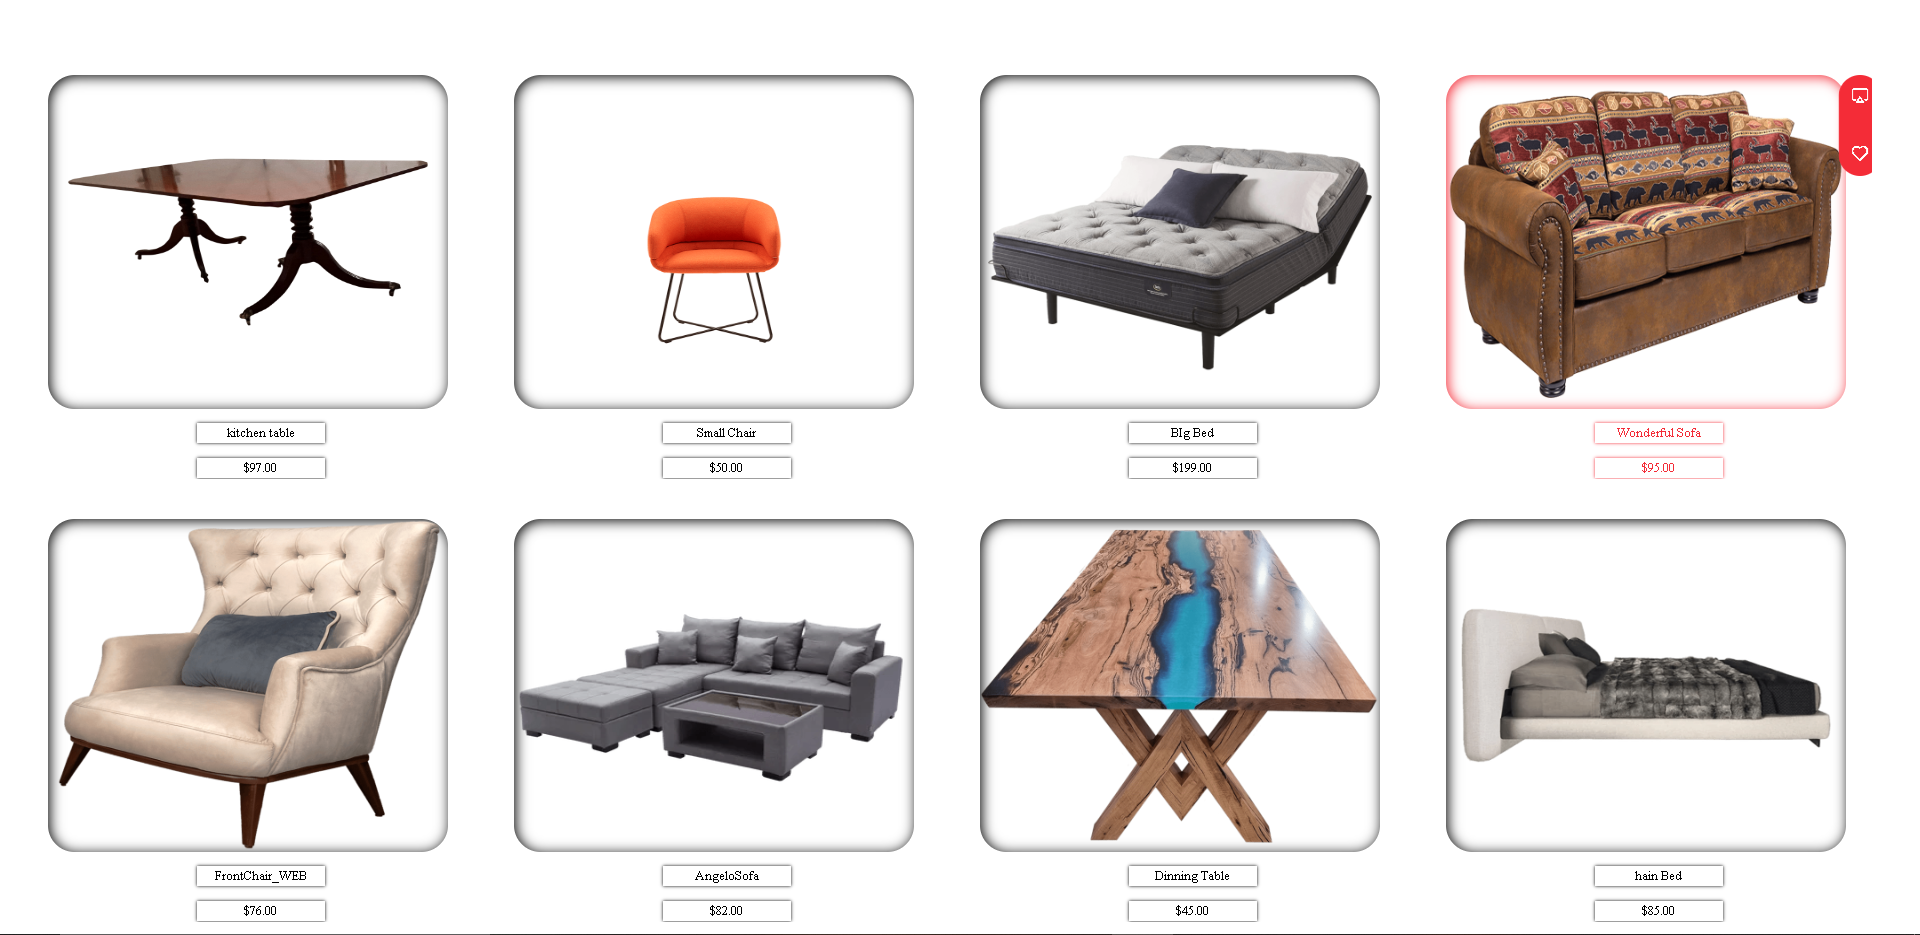 kitchen table
$97.00
Small Chair
$50.00
BIg Bed
$199.00
Wonderful Sofa
$95.00
FrontChair_WEB
$76.00
AngeloSofa
$82.00
Dinning Table
$45.00
hain Bed
$85.00